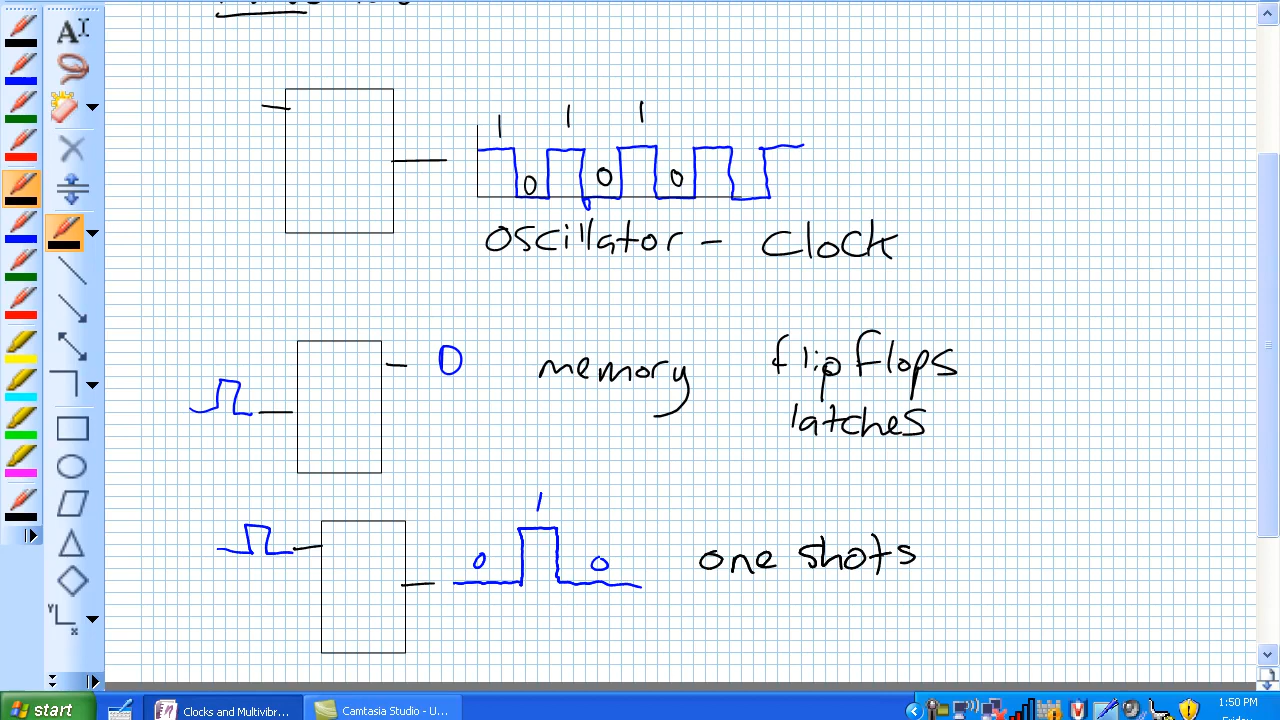 1 1 1
0 0 0
oscillator - clock
0 memory flip flops
latches
1
0 0 one shots
Y
x
start
Clocks and Multivibr...
Camtasia Studio - U...
1:50 PM
Friday